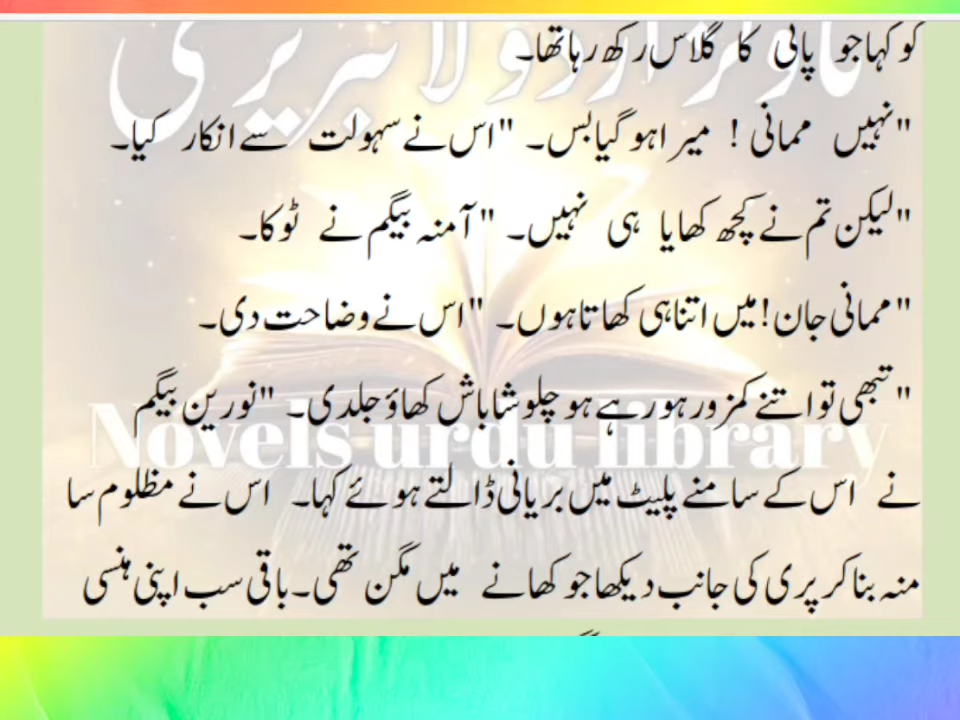 ناولز اردو لائبریری
کو کہا جو پانی کا گلاس رکھ رہا تھا۔
"نہیں ممانی ! میرا ہو گیا بس۔ "اس نے سہولت سے انکار کیا۔
"لیکن تم نے کچھ کھایا ہی نہیں۔ "آمنہ بیگم نے ٹوکا۔
"ممانی جان! میں اتنا ہی کھاتا ہوں۔ "اس نے وضاحت دی۔
"تبھی تو اتنے کمزور ہو رہے ہو چلو شاباش کھاؤ جلدی۔ "نورین بیگم
Novels urdu library
نے اس کے سامنے پلیٹ میں بریانی ڈالتے ہوئے کہا۔ اس نے مظلوم سا
منہ بنا کر پری کی جانب دیکھا جو کھانے میں مگن تھی۔ باقی سب اپنی ہنسی